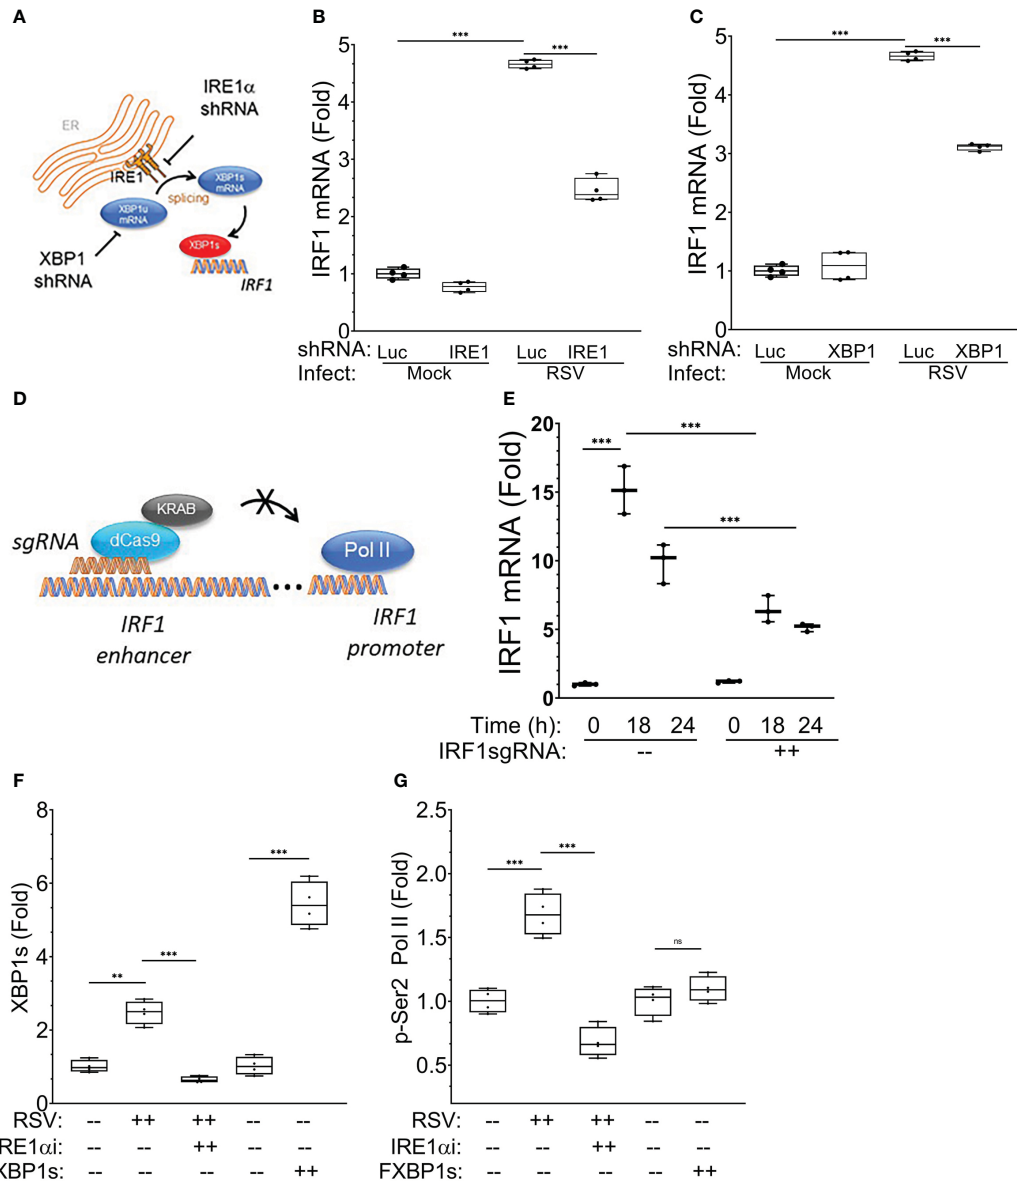 A
IRE1α
shRNA
ER
IRE1
XBP1s
mRNA
splicing
XBP1u
mRNA
XBP1
shRNA
XBP1s
IRF1
B
IRF1 mRNA (Fold)
5
4
3
2
1
0
***
***
shRNA: Luc IRE1 Luc IRE1
Infect: Mock RSV
C
IRF1 mRNA (Fold)
5
4
3
2
1
0
***
***
shRNA: Luc XBP1 Luc XBP1
Infect: Mock RSV
D
KRAB
sgRNA
dCas9
Pol II
IRF1
enhancer
IRF1
promoter
E
IRF1 mRNA (Fold)
20
15
10
5
0
***
***
***
Time (h): 0 18 24 0 18 24
IRF1sgRNA: -- ++
F
XBP1s (Fold)
8
6
4
2
0
**
***
***
RSV: -- ++ ++ -- --
RE1αi: -- -- ++ -- --
XBP1s: -- -- -- -- ++
G
p-Ser2 Pol II (Fold)
2.5
2.0
1.5
1.0
0.5
***
***
ns
RSV: -- ++ ++ -- --
IRE1αi: -- -- ++ -- --
FXBP1s: -- -- -- -- ++